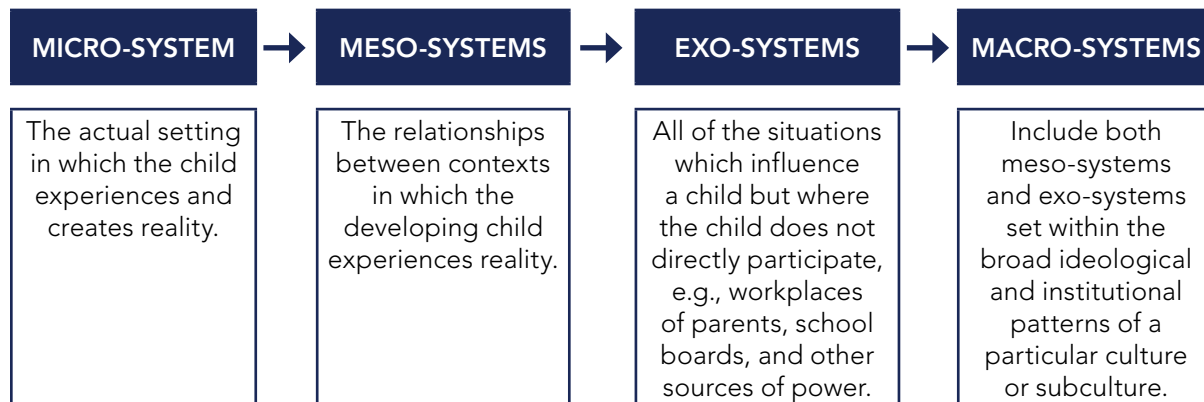 MICRO-SYSTEM
The actual setting
in which the child
experiences and
creates reality.
MESO-SYSTEMS
The relationships
between contexts
in which the
developing child
experiences reality.
EXO-SYSTEMS
All of the situations
which influence
a child but where
the child does not
directly participate,
e.g., workplaces
of parents, school
boards, and other
sources of power.
MACRO-SYSTEMS
Include both
meso-systems
and exo-systems
set within the
broad ideological
and institutional
patterns of a
particular culture
or subculture.